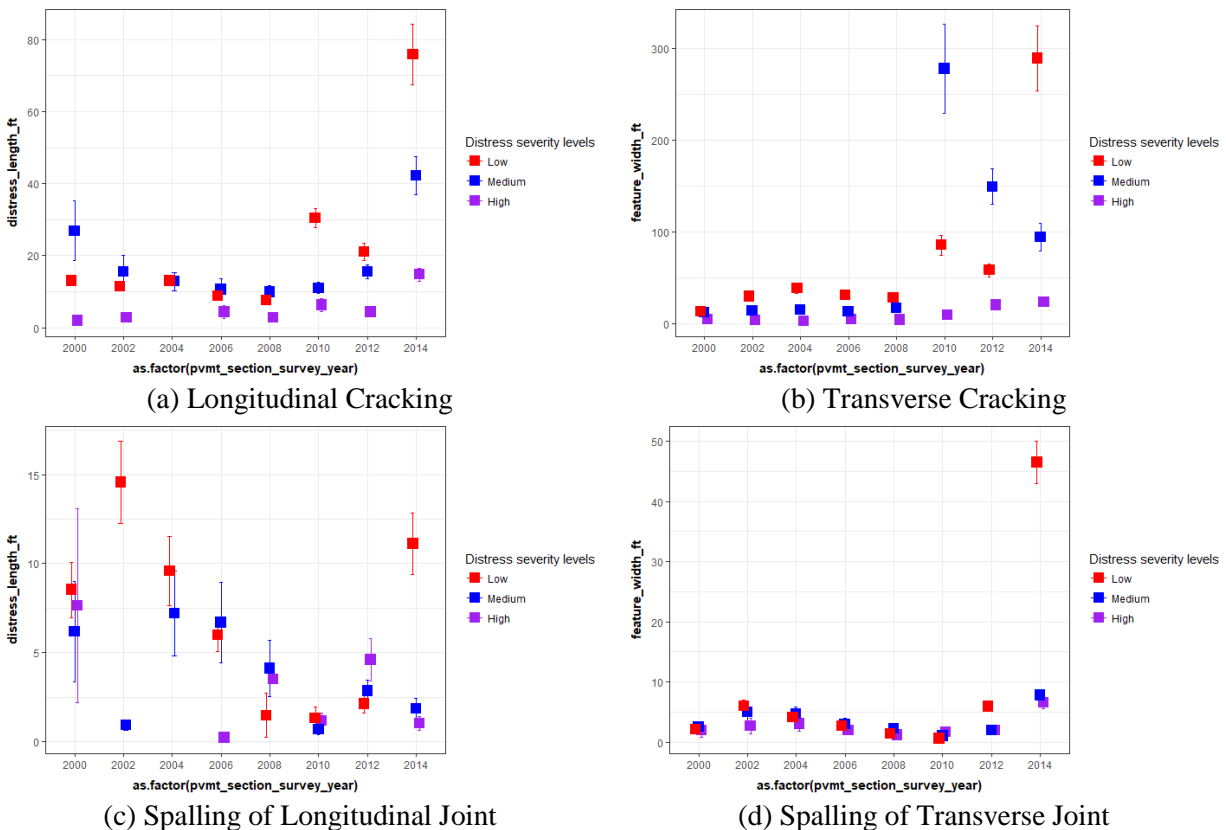 80
60
40
20
0
distress_length_ft
2000 2002 2004 2006 2008 2010 2012 2014
as.factor(pvmt_section_survey_year)
Distress severity levels
Low
Medium
High
(a) Longitudinal Cracking
300
200
100
0
feature_width_ft
2000 2002 2004 2006 2008 2010 2012 2014
as.factor(pvmt_section_survey_year)
Distress severity levels
Low
Medium
High
(b) Transverse Cracking
15
10
5
0
distress_length_ft
2000 2002 2004 2006 2008 2010 2012 2014
as.factor(pvmt_section_survey_year)
Distress severity levels
Low
Medium
High
(c) Spalling of Longitudinal Joint
50
40
30
20
10
0
feature_width_ft
2000 2002 2004 2006 2008 2010 2012 2014
as.factor(pvmt_section_survey_year)
Distress severity levels
Low
Medium
High
(d) Spalling of Transverse Joint